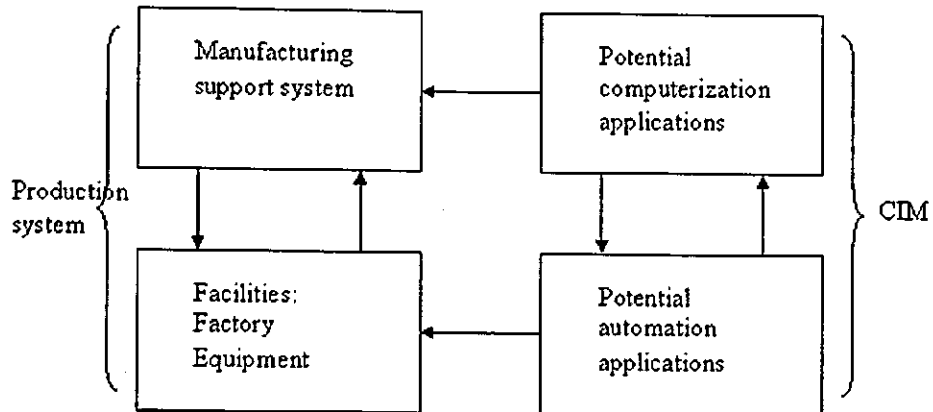 Manufacturing
support system
Potential
computerization
applications
Production
system
CIM
Facilities:
Factory
Equipment
Potential
automation
applications